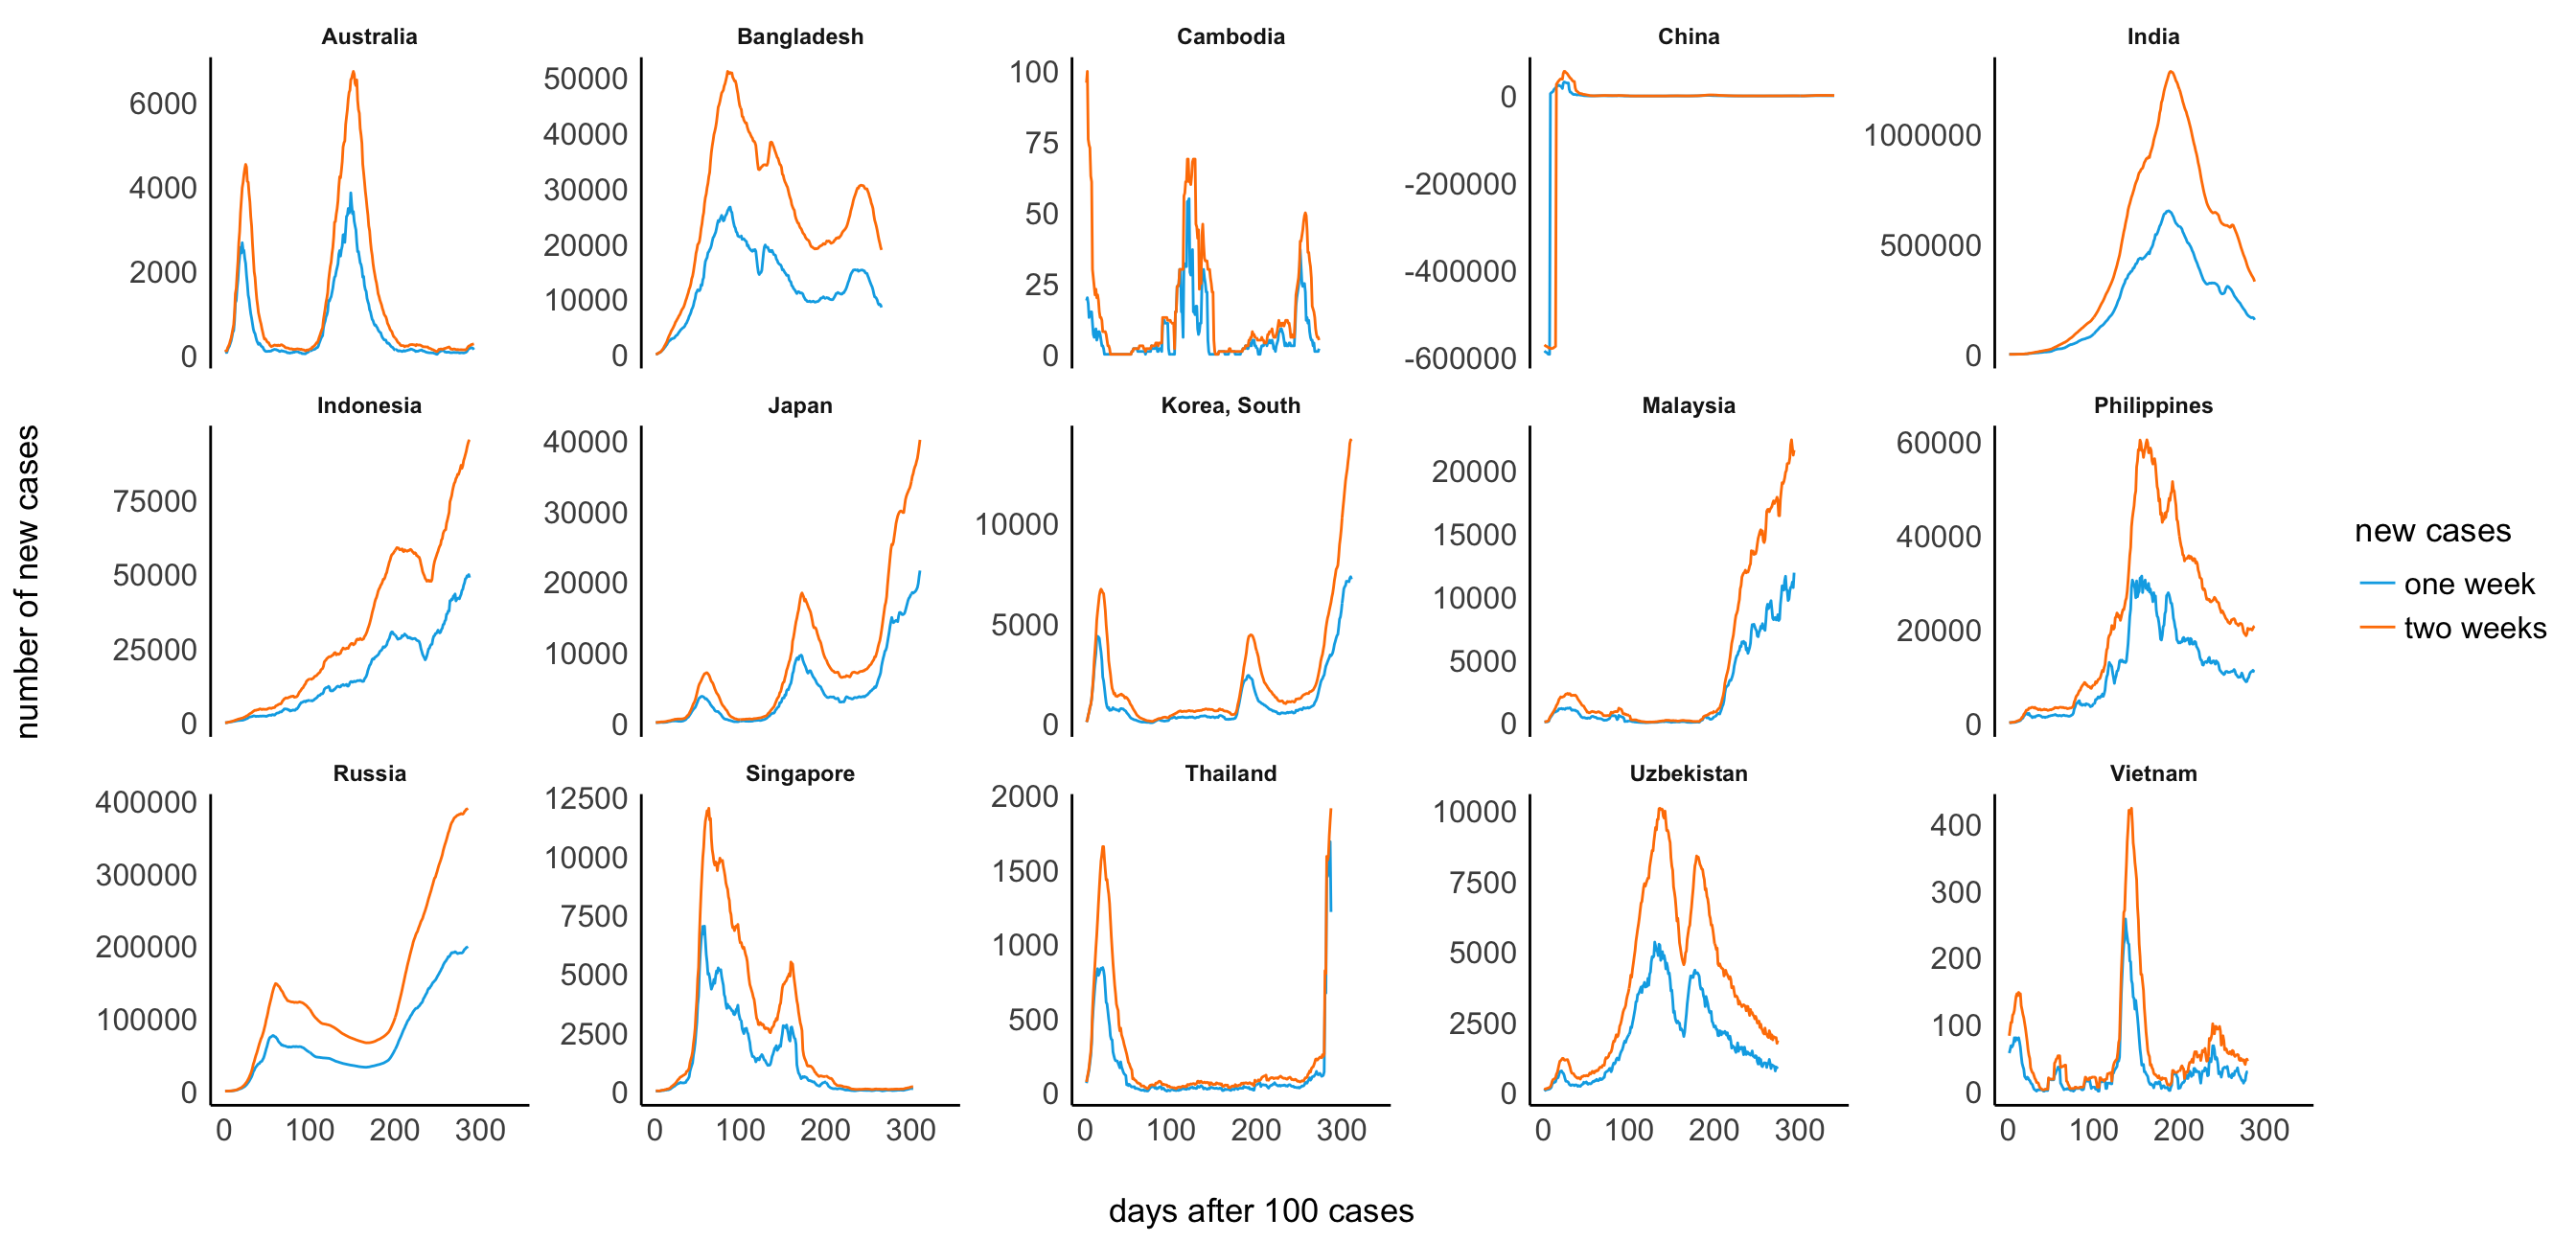 Australia
Bangladesh
Cambodia
China
India
6000
4000
2000
0
50000
40000
30000
20000
10000
0
100
75
50
25
0
0
-200000
-400000
-600000
1000000
500000
0
number of new cases
Indonesia
Japan
Korea, South
Malaysia
Philippines
75000
50000
25000
0
40000
30000
20000
10000
0
10000
5000
0
20000
15000
10000
5000
0
60000
40000
20000
0
new cases
one week
two weeks
Russia
Singapore
Thailand
Uzbekistan
Vietnam
400000
300000
200000
100000
0
12500
10000
7500
5000
2500
0
2000
1500
1000
500
0
10000
7500
5000
2500
0
400
300
200
100
0
0 100 200 300
0 100 200 300
0 100 200 300
0 100 200 300
0 100 200 300
days after 100 cases